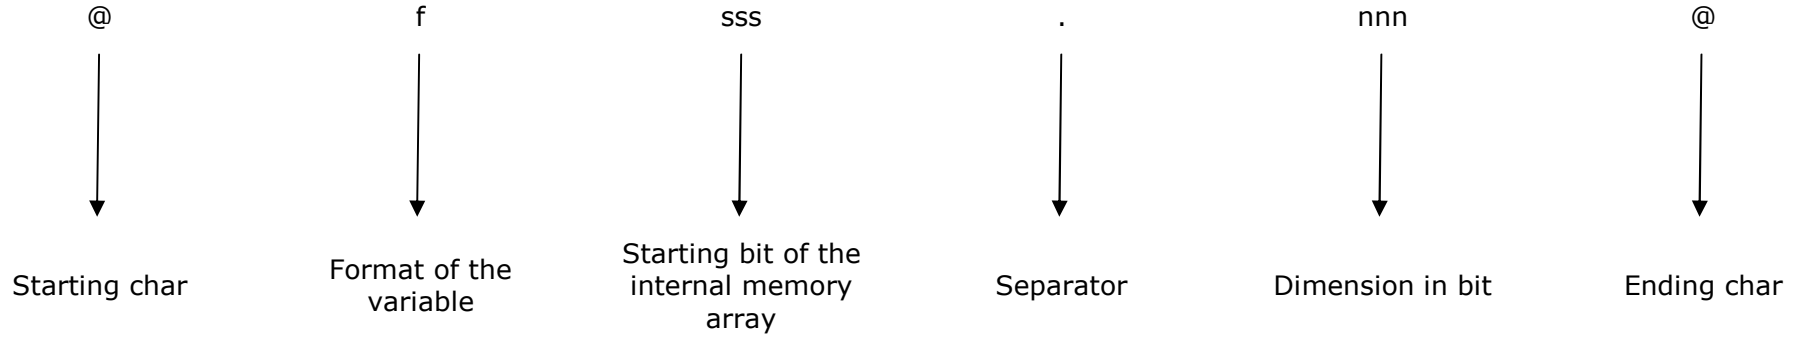 @ f sss . nnn @
Starting char
Format of the
variable
Starting bit of the
internal memory
array
Separator
Dimension in bit
Ending char